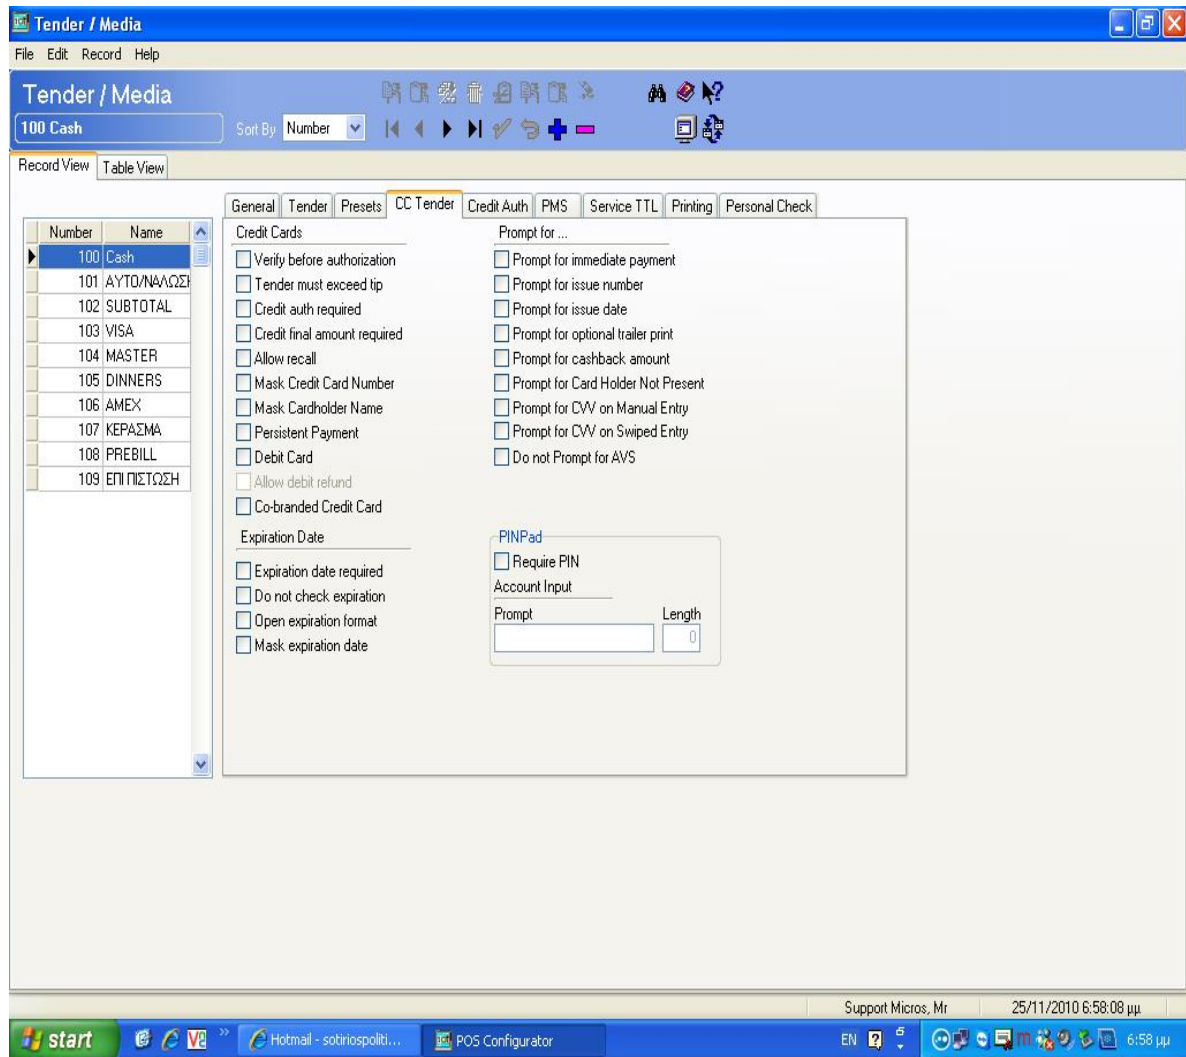 Tender / Media
File Edit Record Help
Tender / Media
100 Cash
Sort By Number
Record View Table View
General Tender Presets CC Tender Credit Auth PMS Service TTL Printing Personal Check
Number Name
100 Cash
101 ΑΥΤΟ/ΝΑΛΩΣΗ
102 SUBTOTAL
103 VISA
104 MASTER
105 DINNERS
106 AMEX
107 ΚΕΡΑΣΜΑ
108 PREBILL
109 ΕΠΙ ΠΙΣΤΩΣΗ
Credit Cards
Verify before authorization
Tender must exceed tip
Credit auth required
Credit final amount required
Allow recall
Mask Credit Card Number
Mask Cardholder Name
Persistent Payment
Debit Card
Allow debit refund
Co-branded Credit Card
Expiration Date
Expiration date required
Do not check expiration
Open expiration format
Mask expiration date
Prompt for ...
Prompt for immediate payment
Prompt for issue number
Prompt for issue date
Prompt for optional trailer print
Prompt for cashback amount
Prompt for Card Holder Not Present
Prompt for CVV on Manual Entry
Prompt for CVV on Swiped Entry
Do not Prompt for AVS
PINPad
Require PIN
Account Input
Prompt Length
0
Support Micros, Mr 25/11/2010 6:58:08 μμ
start Hotmail - sotiriospoliti... POS Configurator EN 6:58 μμ